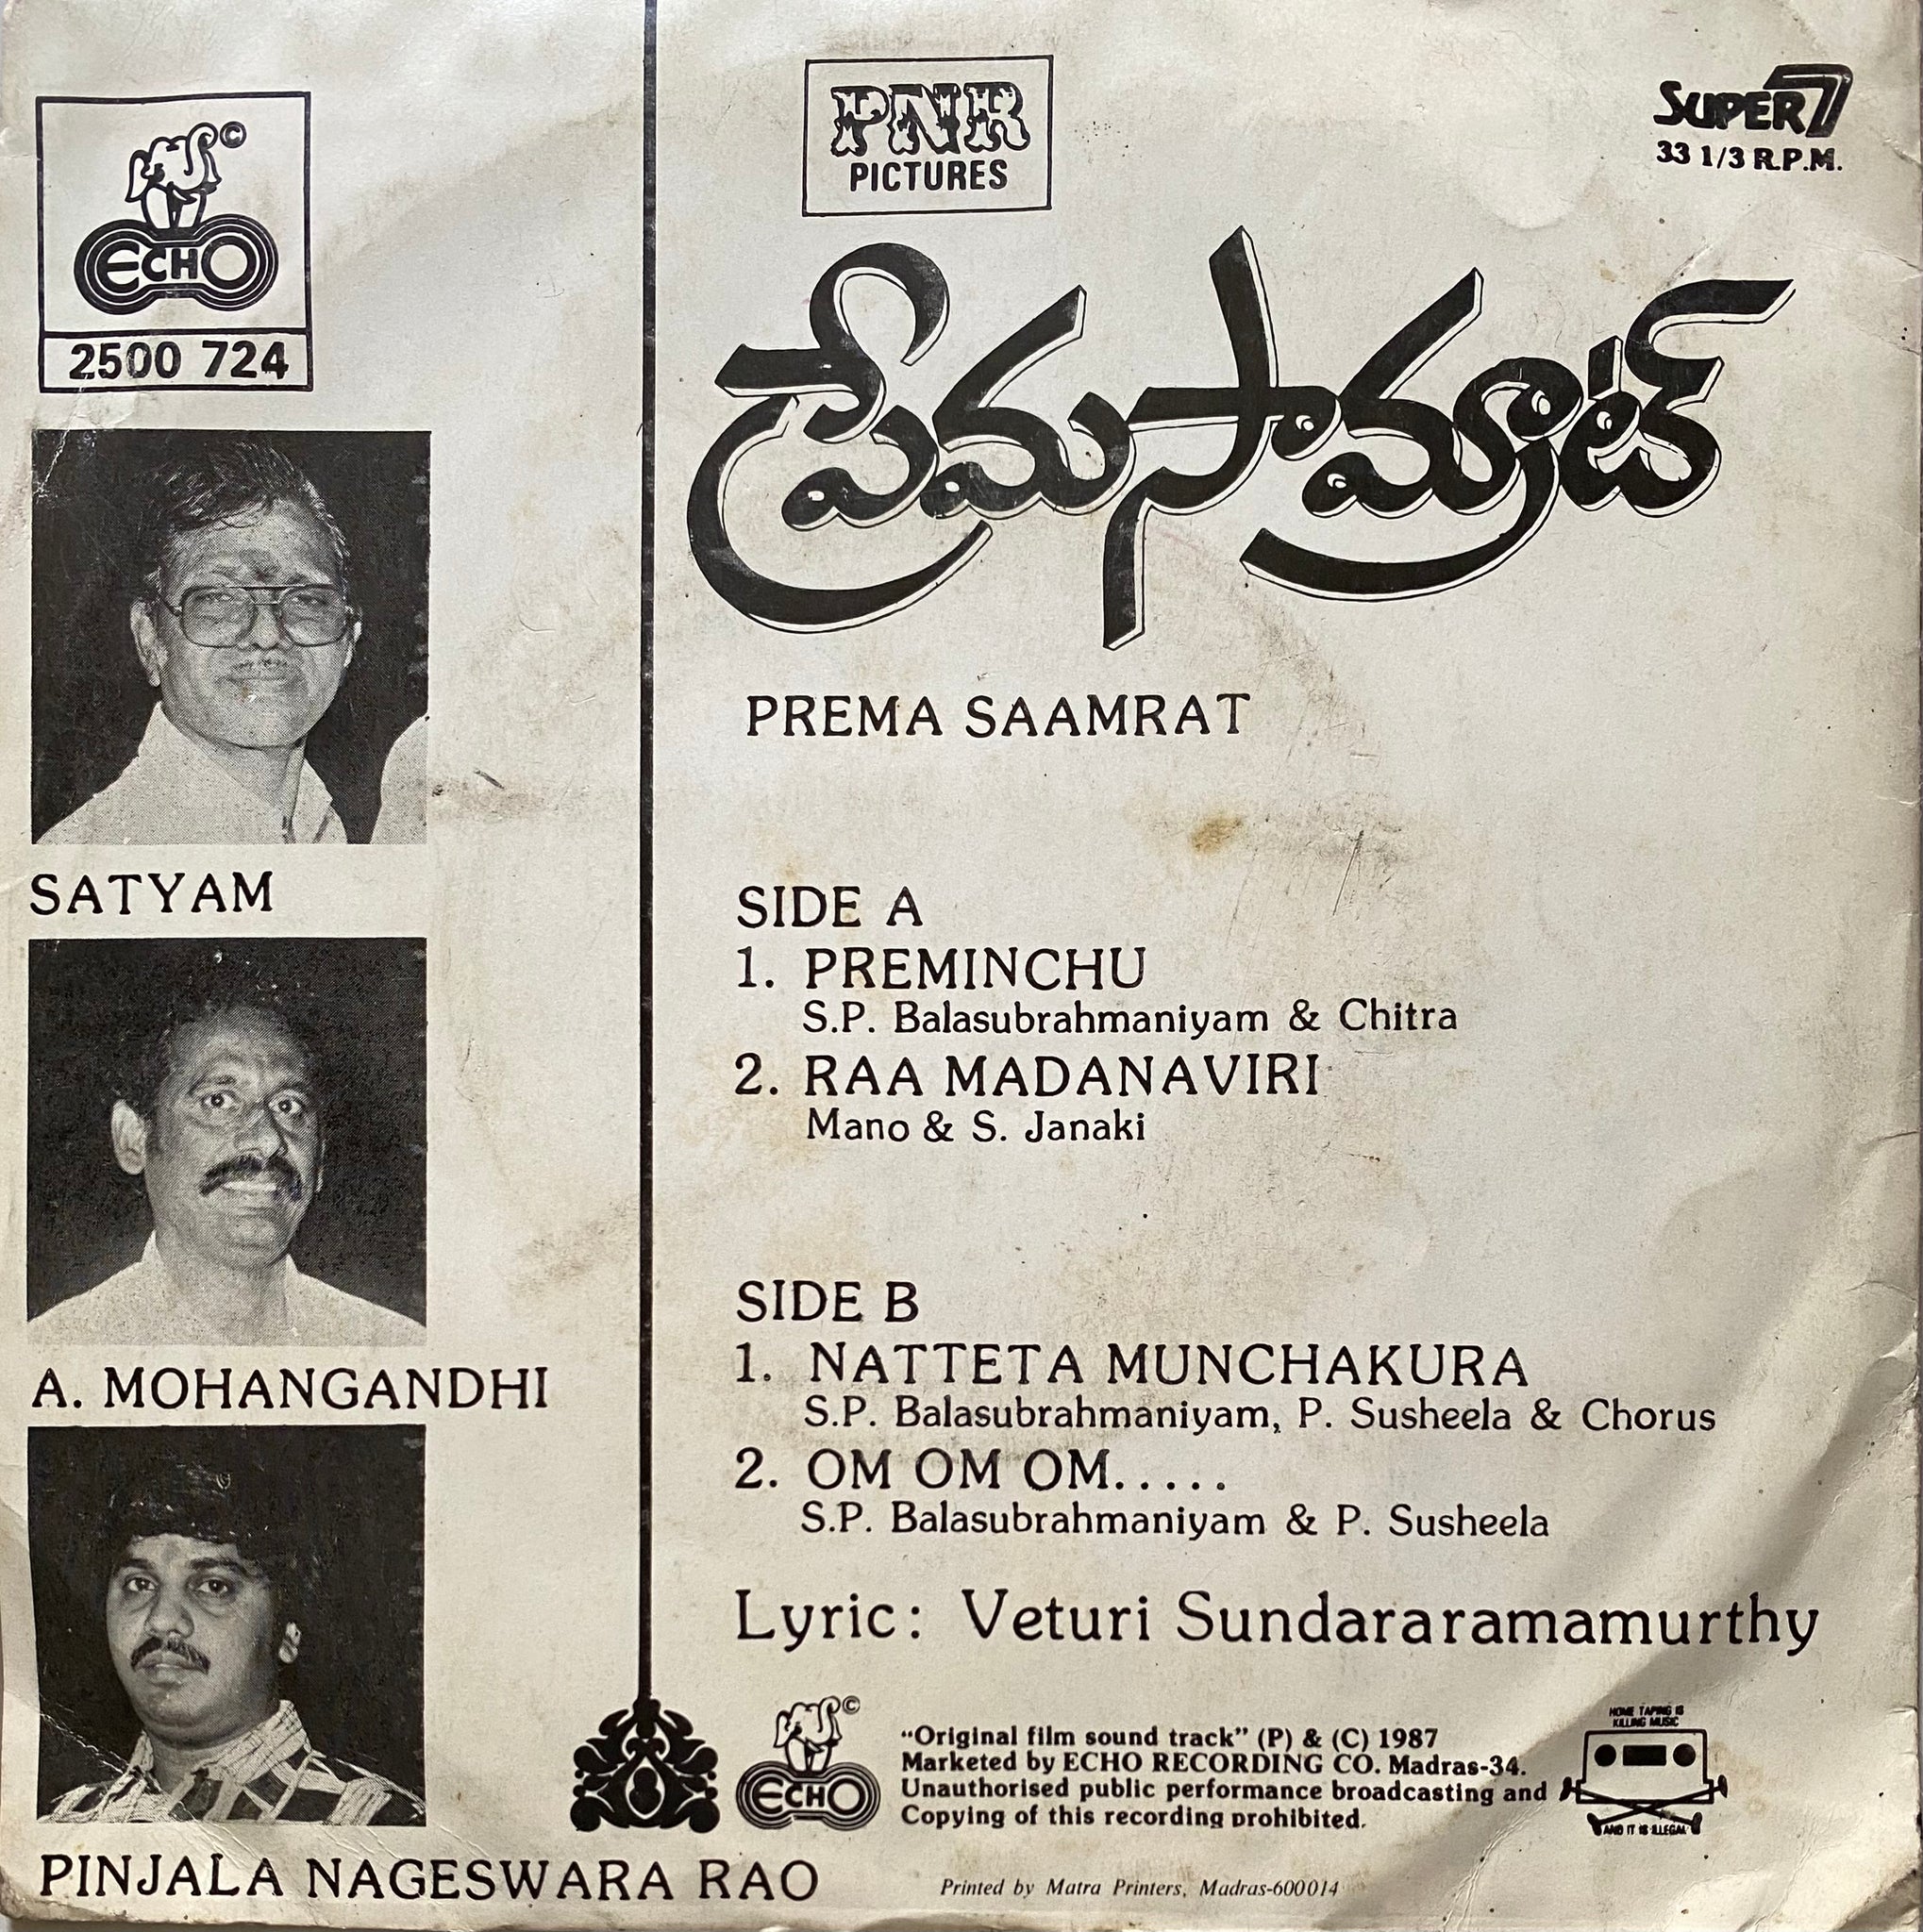 ©
ECHO
2500 724
SATYAM
A. MOHANGANDHI
PINJALA NAGESWARA RAO
PNR
PICTURES
SUPER 7
33 1/3 R.P.M.
ప్రేమసామ్రాట్
PREMA SAAMRAT
SIDE A
1. PREMINCHU
S.P. Balasubrahmaniyam & Chitra
2. RAA MADANAVIRI
Mano & S. Janaki
SIDE B
1. NATTETA MUNCHAKURA
S.P. Balasubrahmaniyam, P. Susheela & Chorus
2. OM OM OM.....
S.P. Balasubrahmaniyam & P. Susheela
Lyric: Veturi Sundararamamurthy
©
ECHO
“Original film sound track” (P) & (C) 1987
Marketed by ECHO RECORDING CO. Madras-34.
Unauthorised public performance broadcasting and
Copying of this recording prohibited.
HOME TAPING IS
KILLING MUSIC
AND IT IS ILLEGAL
Printed by Matra Printers, Madras-600014